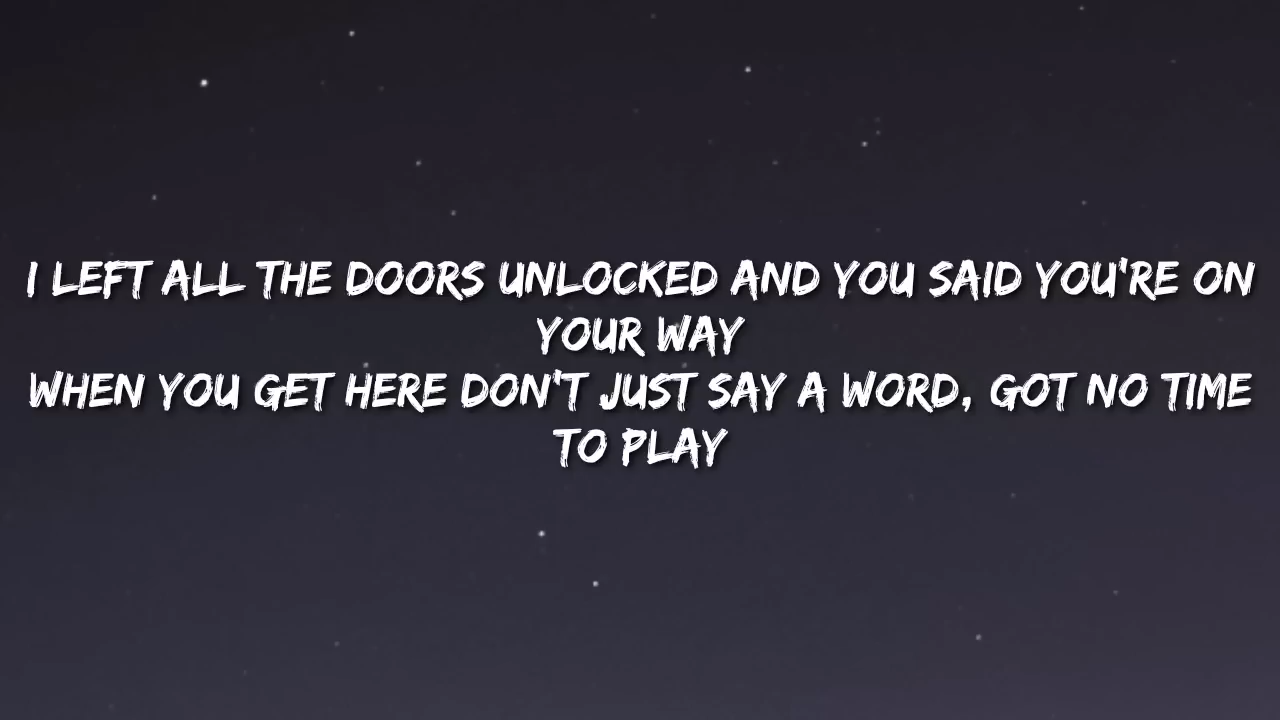 I LEFT ALL THE DOORS UNLOCKED AND YOU SAID YOU'RE ON
YOUR WAY
WHEN YOU GET HERE DON'T JUST SAY A WORD, GOT NO TIME
TO PLAY